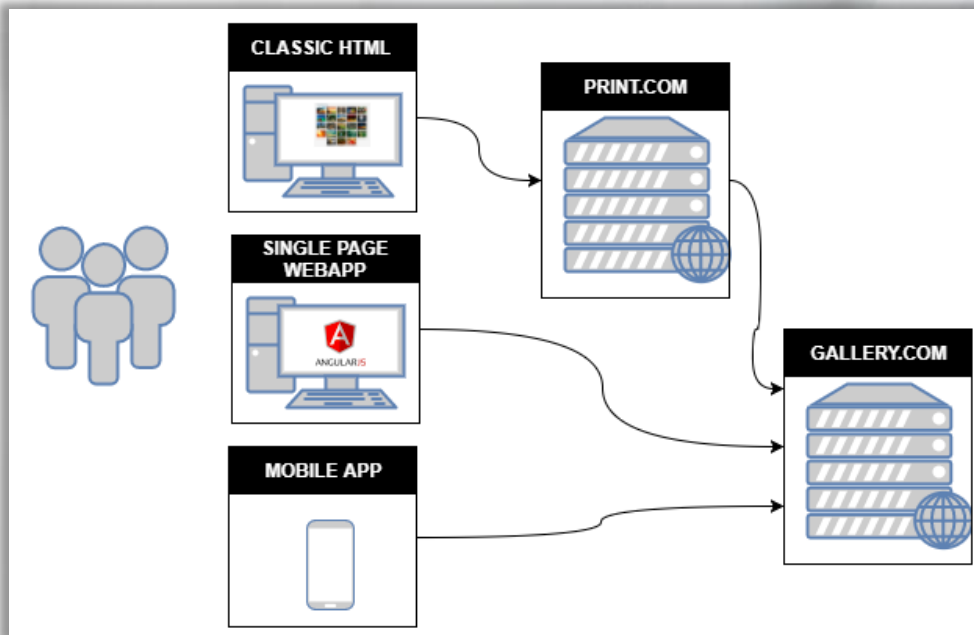 CLASSIC HTML
PRINT.COM
SINGLE PAGE
WEBAPP
ANGULARJS
GALLERY.COM
MOBILE APP